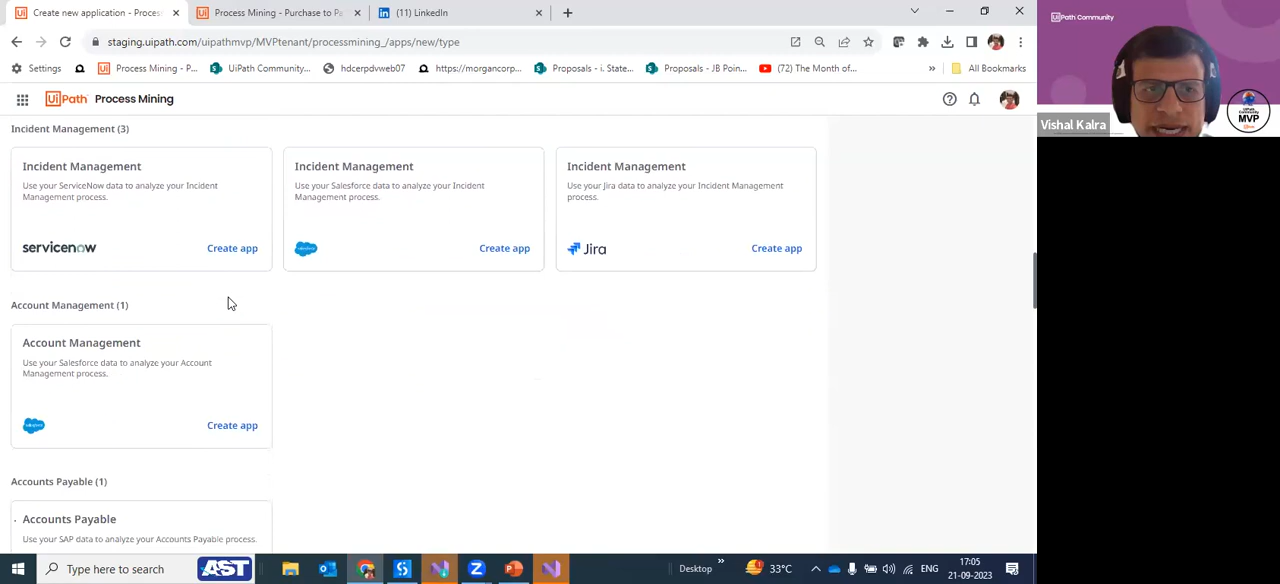 Create new application - Proces
Process Mining - Purchase to Pa
(11) LinkedIn
staging.uipath.com/uipathmvp/MVPtenant/processmining_/apps/new/type
Settings
Process Mining - P...
UiPath Community...
hdcerpdvweb07
https://morgancorp...
Proposals - i. State...
Proposals - JB Poin...
(72) The Month of...
»
All Bookmarks
UiPath Process Mining
Incident Management (3)
Incident Management
Use your ServiceNow data to analyze your Incident
Management process.
servicenow
Create app
Incident Management
Use your Salesforce data to analyze your Incident
Management process.
Create app
Incident Management
Use your Jira data to analyze your Incident Management
process.
Jira
Create app
Account Management (1)
Account Management
Use your Salesforce data to analyze your Account
Management process.
Create app
Accounts Payable (1)
Accounts Payable
Use your SAP data to analyze your Accounts Payable process.
Type here to search
AST
Desktop
»
33°C
ENG
17:05
21-09-2023
UiPath Community
Vishal Kalra
MVP